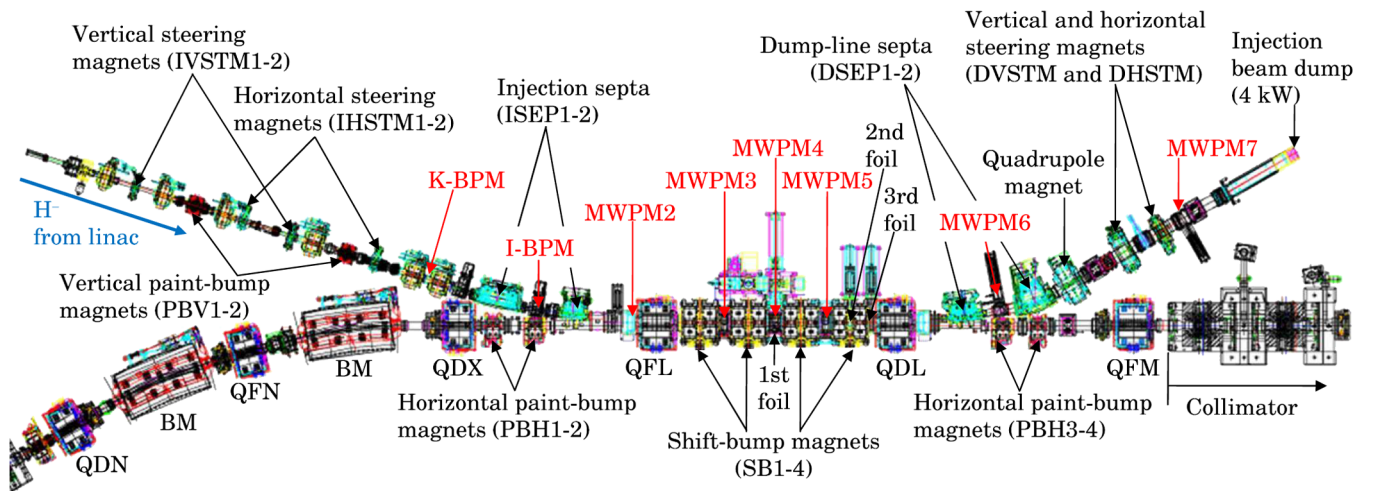 Vertical steering
magnets (IVSTM1-2)
Horizontal steering
magnets (IHSTM1-2)
Injection septa
(ISEP1-2)
Dump-line septa
(DSEP1-2)
Vertical and horizontal
steering magnets
(DVSTM and DHSTM)
Injection
beam dump
(4 kW)
H⁻
from linac
K-BPM
I-BPM
MWPM2
MWPM3
MWPM4
MWPM5
2nd
foil
3rd
foil
MWPM6
Quadrupole
magnet
MWPM7
Vertical paint-bump
magnets (PBV1-2)
QDN
BM
QFN
BM
QDX
Horizontal paint-bump
magnets (PBH1-2)
QFL
1st
foil
Shift-bump magnets
(SB1-4)
QDL
Horizontal paint-bump
magnets (PBH3-4)
QFM
Collimator